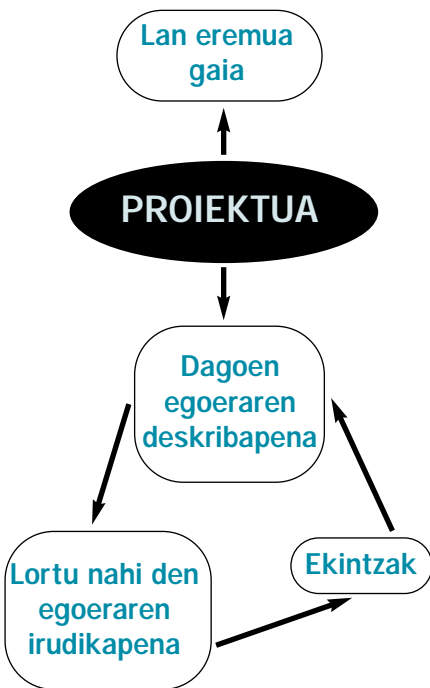 Lan eremua
gaia
PROIEKTUA
Dagoen
egoeraren
deskribapena
Ekintzak
Lortu nahi den
egoeraren
irudikapena